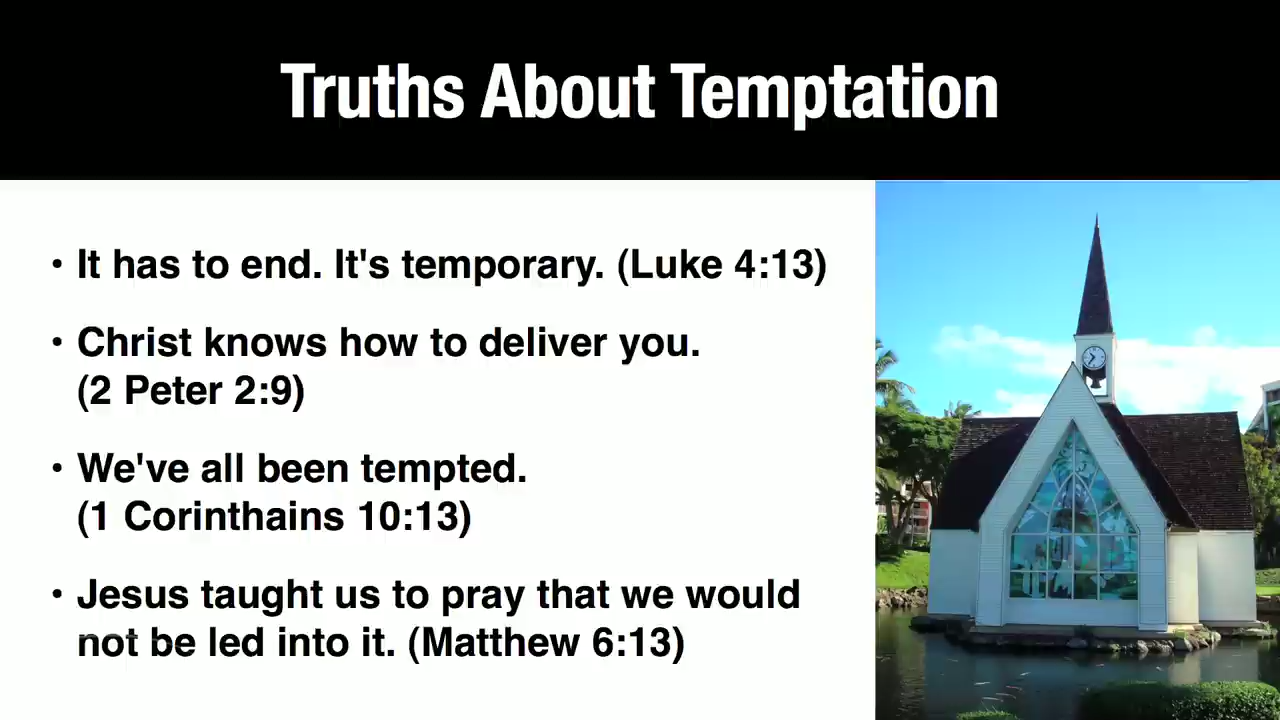 Truths About Temptation
• It has to end. It's temporary. (Luke 4:13)
• Christ knows how to deliver you.
(2 Peter 2:9)
• We've all been tempted.
(1 Corinthains 10:13)
• Jesus taught us to pray that we would
not be led into it. (Matthew 6:13)